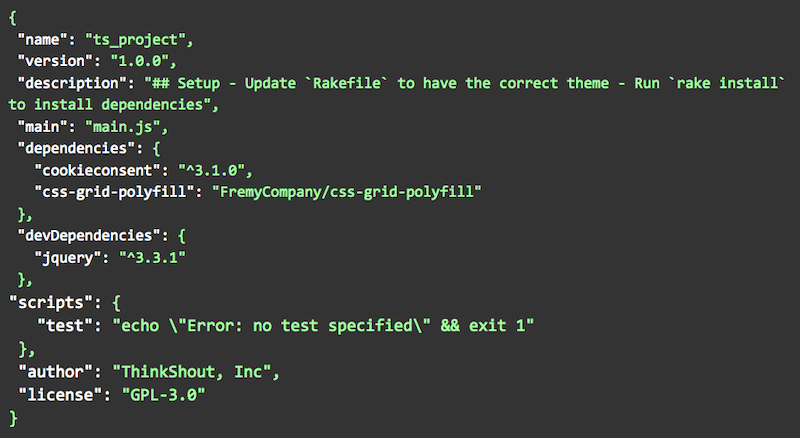 {
 "name": "ts_project",
 "version": "1.0.0",
 "description": "## Setup - Update `Rakefile` to have the correct theme - Run `rake install`
to install dependencies",
 "main": "main.js",
 "dependencies": {
   "cookieconsent": "^3.1.0",
   "css-grid-polyfill": "FremyCompany/css-grid-polyfill"
 },
 "devDependencies": {
   "jquery": "^3.3.1"
 },
"scripts": {
   "test": "echo \"Error: no test specified\" && exit 1"
 },
 "author": "ThinkShout, Inc",
 "license": "GPL-3.0"
}